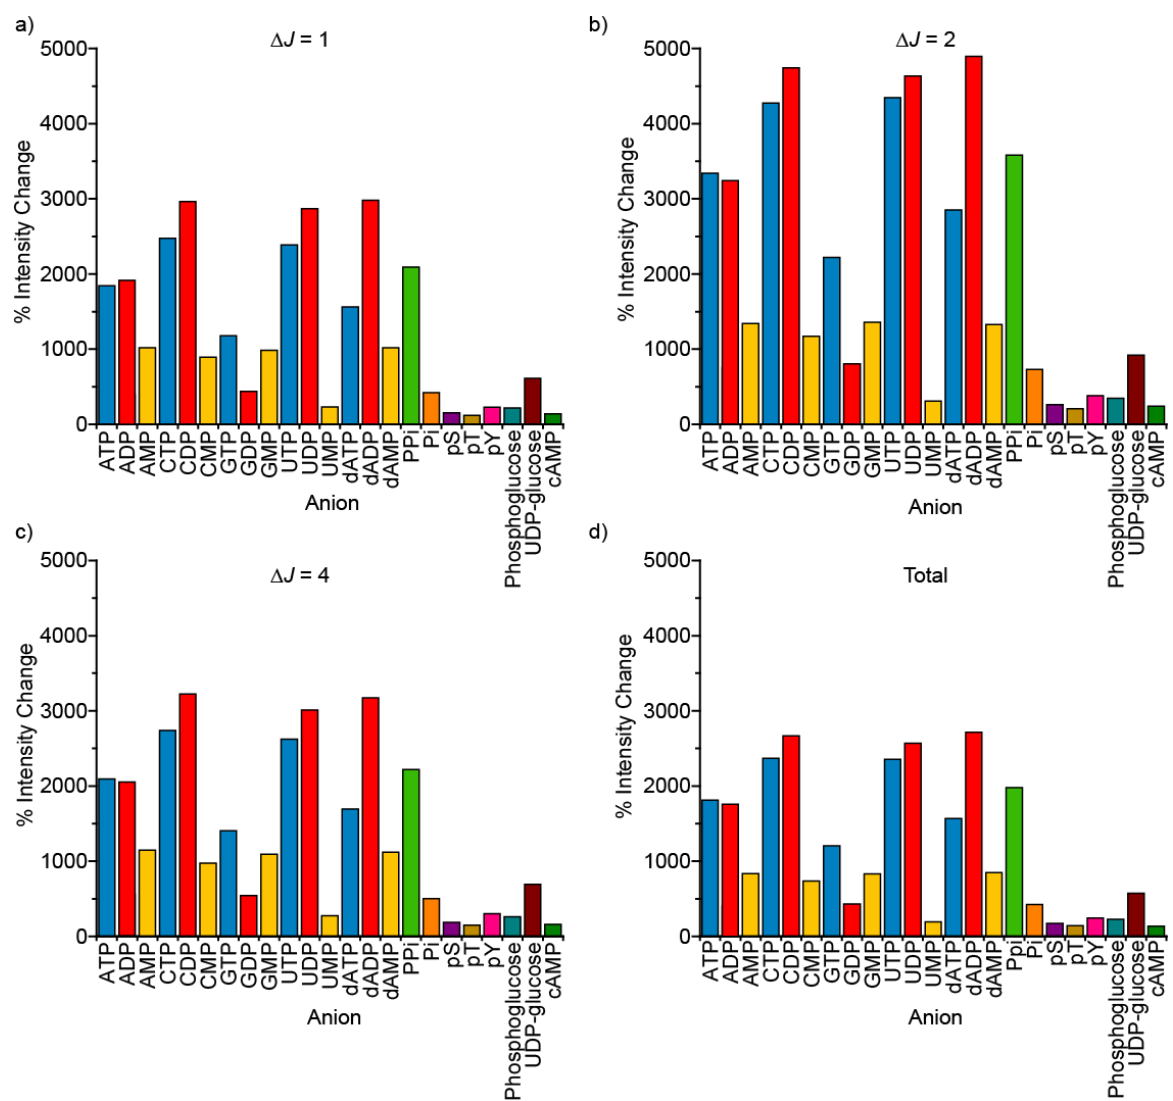 a)
ΔJ = 1
5000
4000
3000
2000
1000
0
% Intensity Change
ATP
ADP
AMP
CTP
CDP
CMP
GTP
GDP
GMP
UTP
UDP
UMP
dATP
dADP
dAMP
PPi
Pi
pS
pT
pY
Phosphoglucose
UDP-glucose
cAMP
Anion
b)
ΔJ = 2
5000
4000
3000
2000
1000
0
% Intensity Change
ATP
ADP
AMP
CTP
CDP
CMP
GTP
GDP
GMP
UTP
UDP
UMP
dATP
dADP
dAMP
PPi
Pi
pS
pT
pY
Phosphoglucose
UDP-glucose
cAMP
Anion
c)
ΔJ = 4
5000
4000
3000
2000
1000
0
% Intensity Change
ATP
ADP
AMP
CTP
CDP
CMP
GTP
GDP
GMP
UTP
UDP
UMP
dATP
dADP
dAMP
PPi
Pi
pS
pT
pY
Phosphoglucose
UDP-glucose
cAMP
Anion
d)
Total
5000
4000
3000
2000
1000
0
% Intensity Change
ATP
ADP
AMP
CTP
CDP
CMP
GTP
GDP
GMP
UTP
UDP
UMP
dATP
dADP
dAMP
Ppi
Pi
pS
pT
pY
Phosphoglucose
UDP-glucose
cAMP
Anion